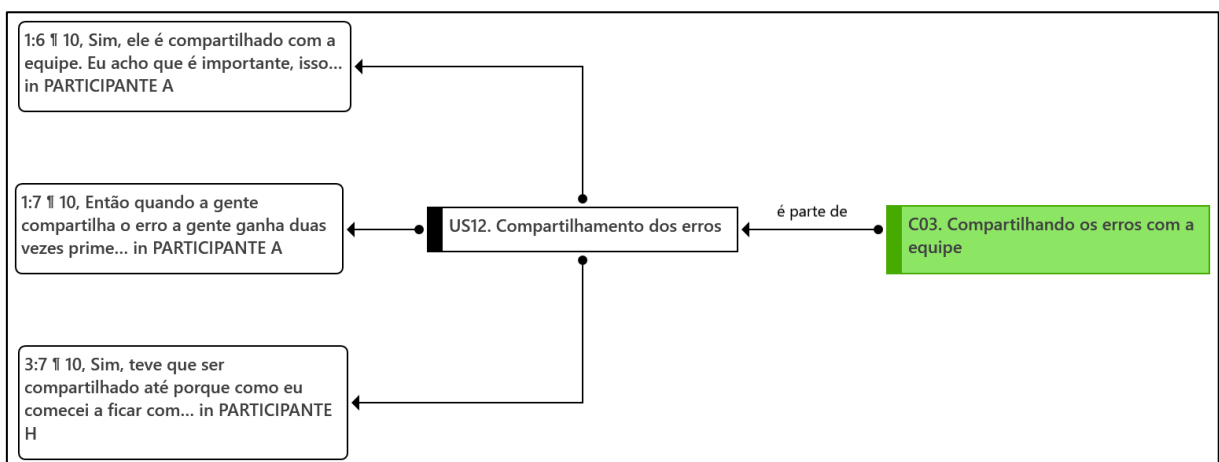 1:6 ¶ 10, Sim, ele é compartilhado com a
equipe. Eu acho que é importante, isso...
in PARTICIPANTE A
1:7 ¶ 10, Então quando a gente
compartilha o erro a gente ganha duas
vezes prime... in PARTICIPANTE A
US12. Compartilhamento dos erros
é parte de
C03. Compartilhando os erros com a
equipe
3:7 ¶ 10, Sim, teve que ser
compartilhado até porque como eu
comecei a ficar com... in PARTICIPANTE
H